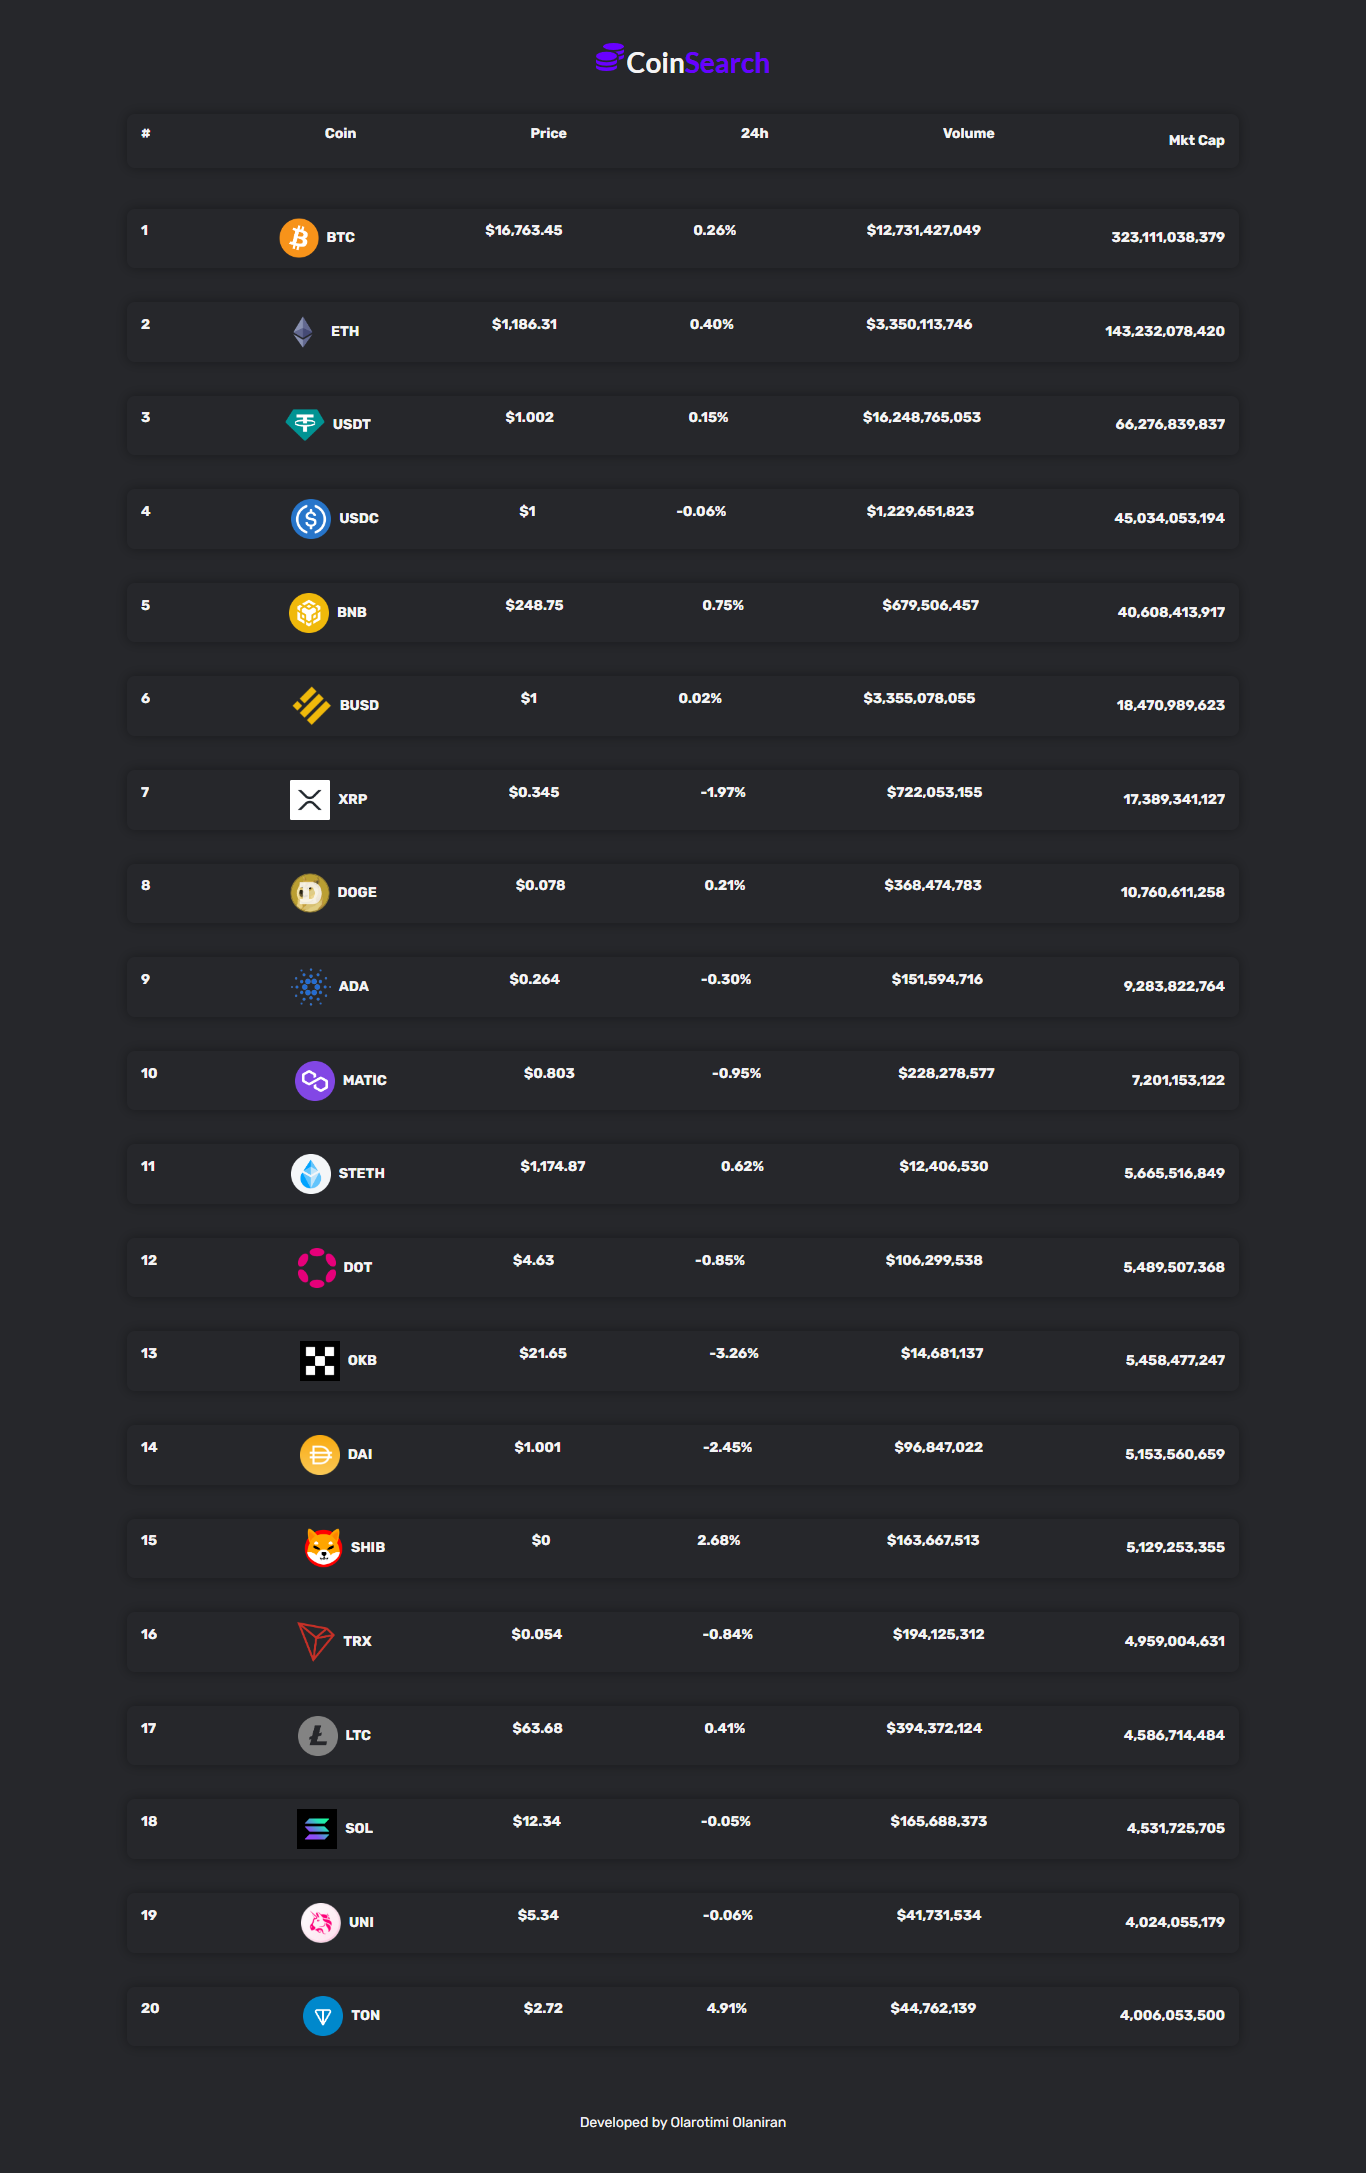 CoinSearch
# Coin Price 24h Volume Mkt Cap
1 BTC $16,763.45 0.26% $12,731,427,049 323,111,038,379
2 ETH $1,186.31 0.40% $3,350,113,746 143,232,078,420
3 USDT $1.002 0.15% $16,248,765,053 66,276,839,837
4 USDC $1 -0.06% $1,229,651,823 45,034,053,194
5 BNB $248.75 0.75% $679,506,457 40,608,413,917
6 BUSD $1 0.02% $3,355,078,055 18,470,989,623
7 XRP $0.345 -1.97% $722,053,155 17,389,341,127
8 DOGE $0.078 0.21% $368,474,783 10,760,611,258
9 ADA $0.264 -0.30% $151,594,716 9,283,822,764
10 MATIC $0.803 -0.95% $228,278,577 7,201,153,122
11 STETH $1,174.87 0.62% $12,406,530 5,665,516,849
12 DOT $4.63 -0.85% $106,299,538 5,489,507,368
13 OKB $21.65 -3.26% $14,681,137 5,458,477,247
14 DAI $1.001 -2.45% $96,847,022 5,153,560,659
15 SHIB $0 2.68% $163,667,513 5,129,253,355
16 TRX $0.054 -0.84% $194,125,312 4,959,004,631
17 LTC $63.68 0.41% $394,372,124 4,586,714,484
18 SOL $12.34 -0.05% $165,688,373 4,531,725,705
19 UNI $5.34 -0.06% $41,731,534 4,024,055,179
20 TON $2.72 4.91% $44,762,139 4,006,053,500
Developed by Olarotimi Olaniran